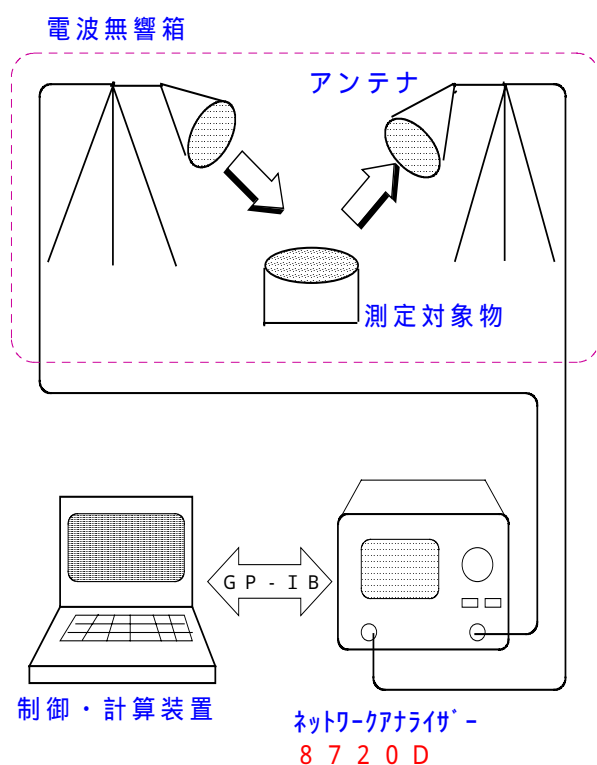 電波無響箱
アンテナ
測定対象物
GP-IB
制御・計算装置
ﾈｯﾄﾜｰｸｱﾅﾗｲｻﾞｰ
８７２０Ｄ